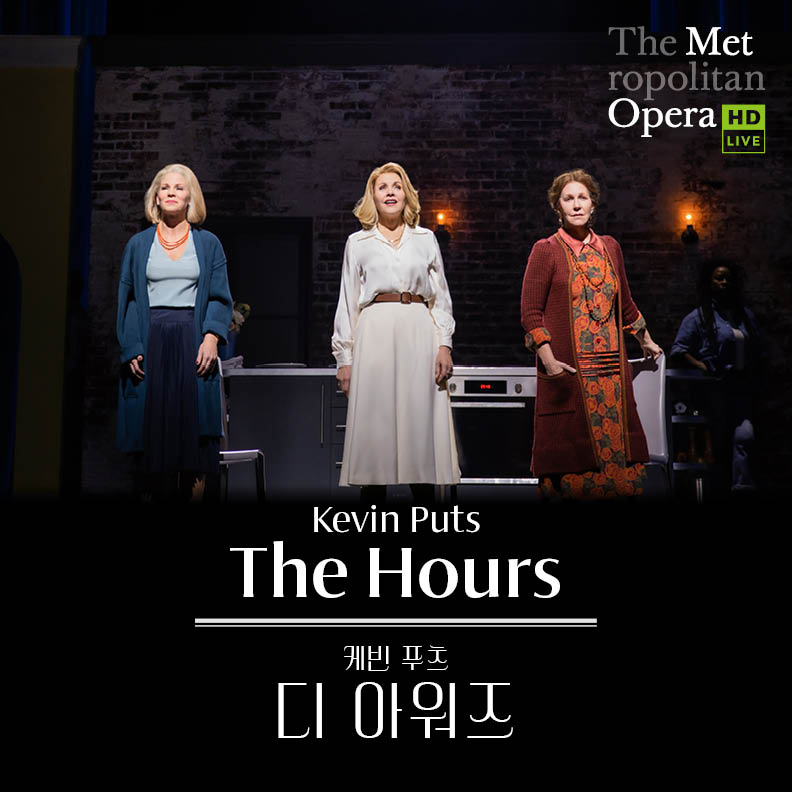 The Met
ropolitan
Opera HD
LIVE
Kevin Puts
The Hours
케빈 푸츠
디 아워즈